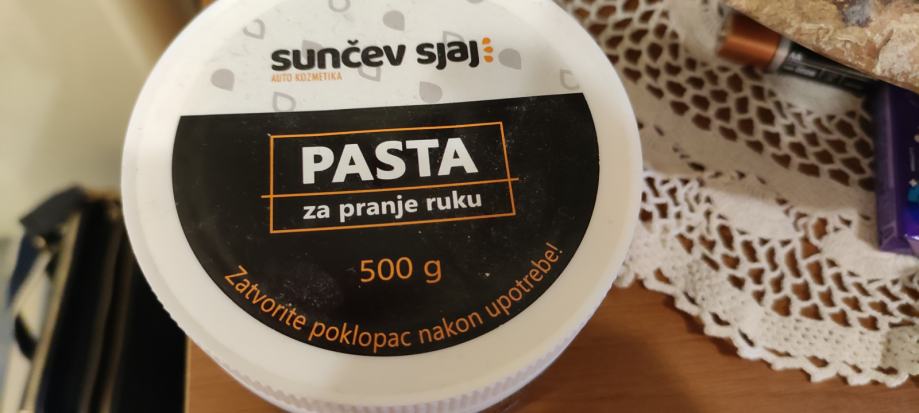 sunčev sjaj
AUTO KOZMETIKA
PASTA
za pranje ruku
500 g
Zatvorite poklopac nakon upotrebe!